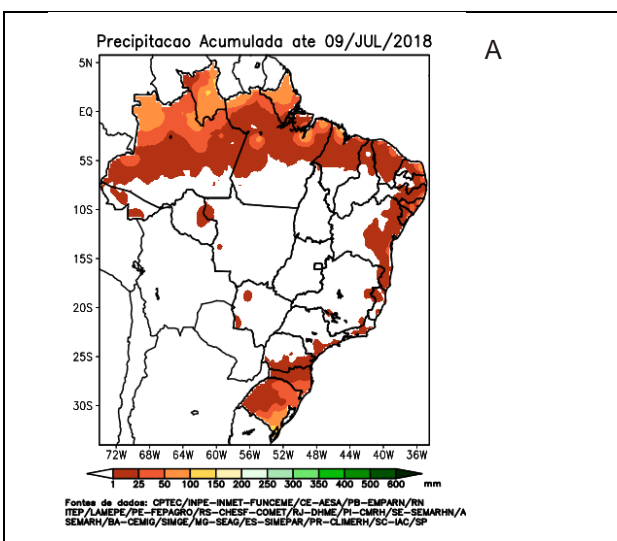 Precipitacao Acumulada ate 09/JUL/2018
A
5N
EQ
5S
10S
15S
20S
25S
30S
72W 68W 64W 60W 56W 52W 48W 44W 40W 36W
1 25 50 100 150 200 250 300 350 400 500 600 mm
Fontes de dados: CPTEC/INPE-INMET-FUNCEME/CE-AESA/PB-EMPARN/RN
ITEP/LAMEPE/PE-FEPAGRO/RS-CHESF-COMET/RJ-DHME/PI-CMRH/SE-SEMARHN/A
SEMARH/BA-CEMIG/SIMGE/MG-SEAG/ES-SIMEPAR/PR-CLIMERH/SC-IAC/SP